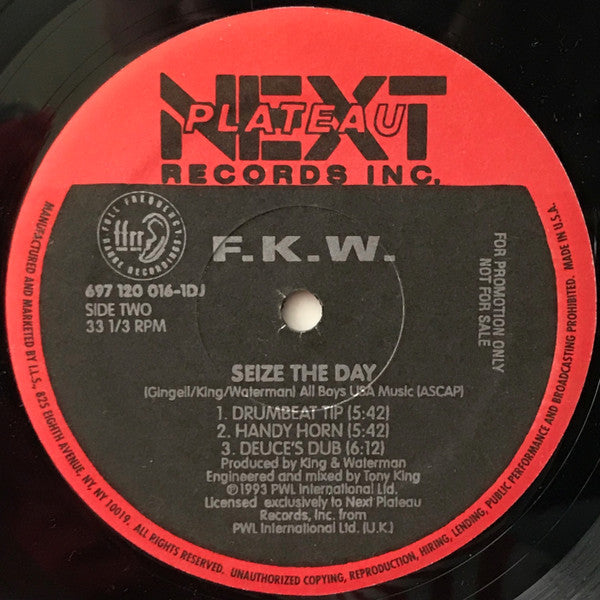 NEXT
PLATEAU
RECORDS INC.
FULL FREQUENCY
RANGE RECORDINGS
ffrr
F.K.W.
697 120 016-1DJ
SIDE TWO
33 1/3 RPM
FOR PROMOTION ONLY
NOT FOR SALE
SEIZE THE DAY
(Gingell/King/Waterman) All Boys USA Music (ASCAP)
1. DRUMBEAT TIP (5:42)
2. HANDY HORN (5:42)
3. DEUCE'S DUB (6:12)
Produced by King & Waterman
Engineered and mixed by Tony King
℗1993 PWL International Ltd.
Licensed exclusively to Next Plateau
Records, Inc. from
PWL International Ltd. (U.K.)
MANUFACTURED AND MARKETED BY I.L.S., 825 EIGHTH AVENUE, NY, NY 10019. ALL RIGHTS RESERVED. UNAUTHORIZED COPYING, REPRODUCTION, HIRING, LENDING, PUBLIC PERFORMANCE AND BROADCASTING PROHIBITED. MADE IN U.S.A.